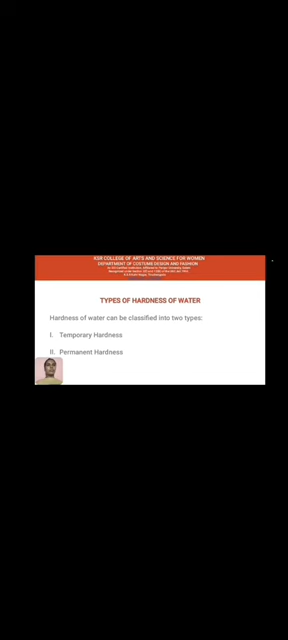 KSR COLLEGE OF ARTS AND SCIENCE FOR WOMEN
DEPARTMENT OF COSTUME DESIGN AND FASHION
TYPES OF HARDNESS OF WATER
Hardness of water can be classified into two types:
I. Temporary Hardness
II. Permanent Hardness